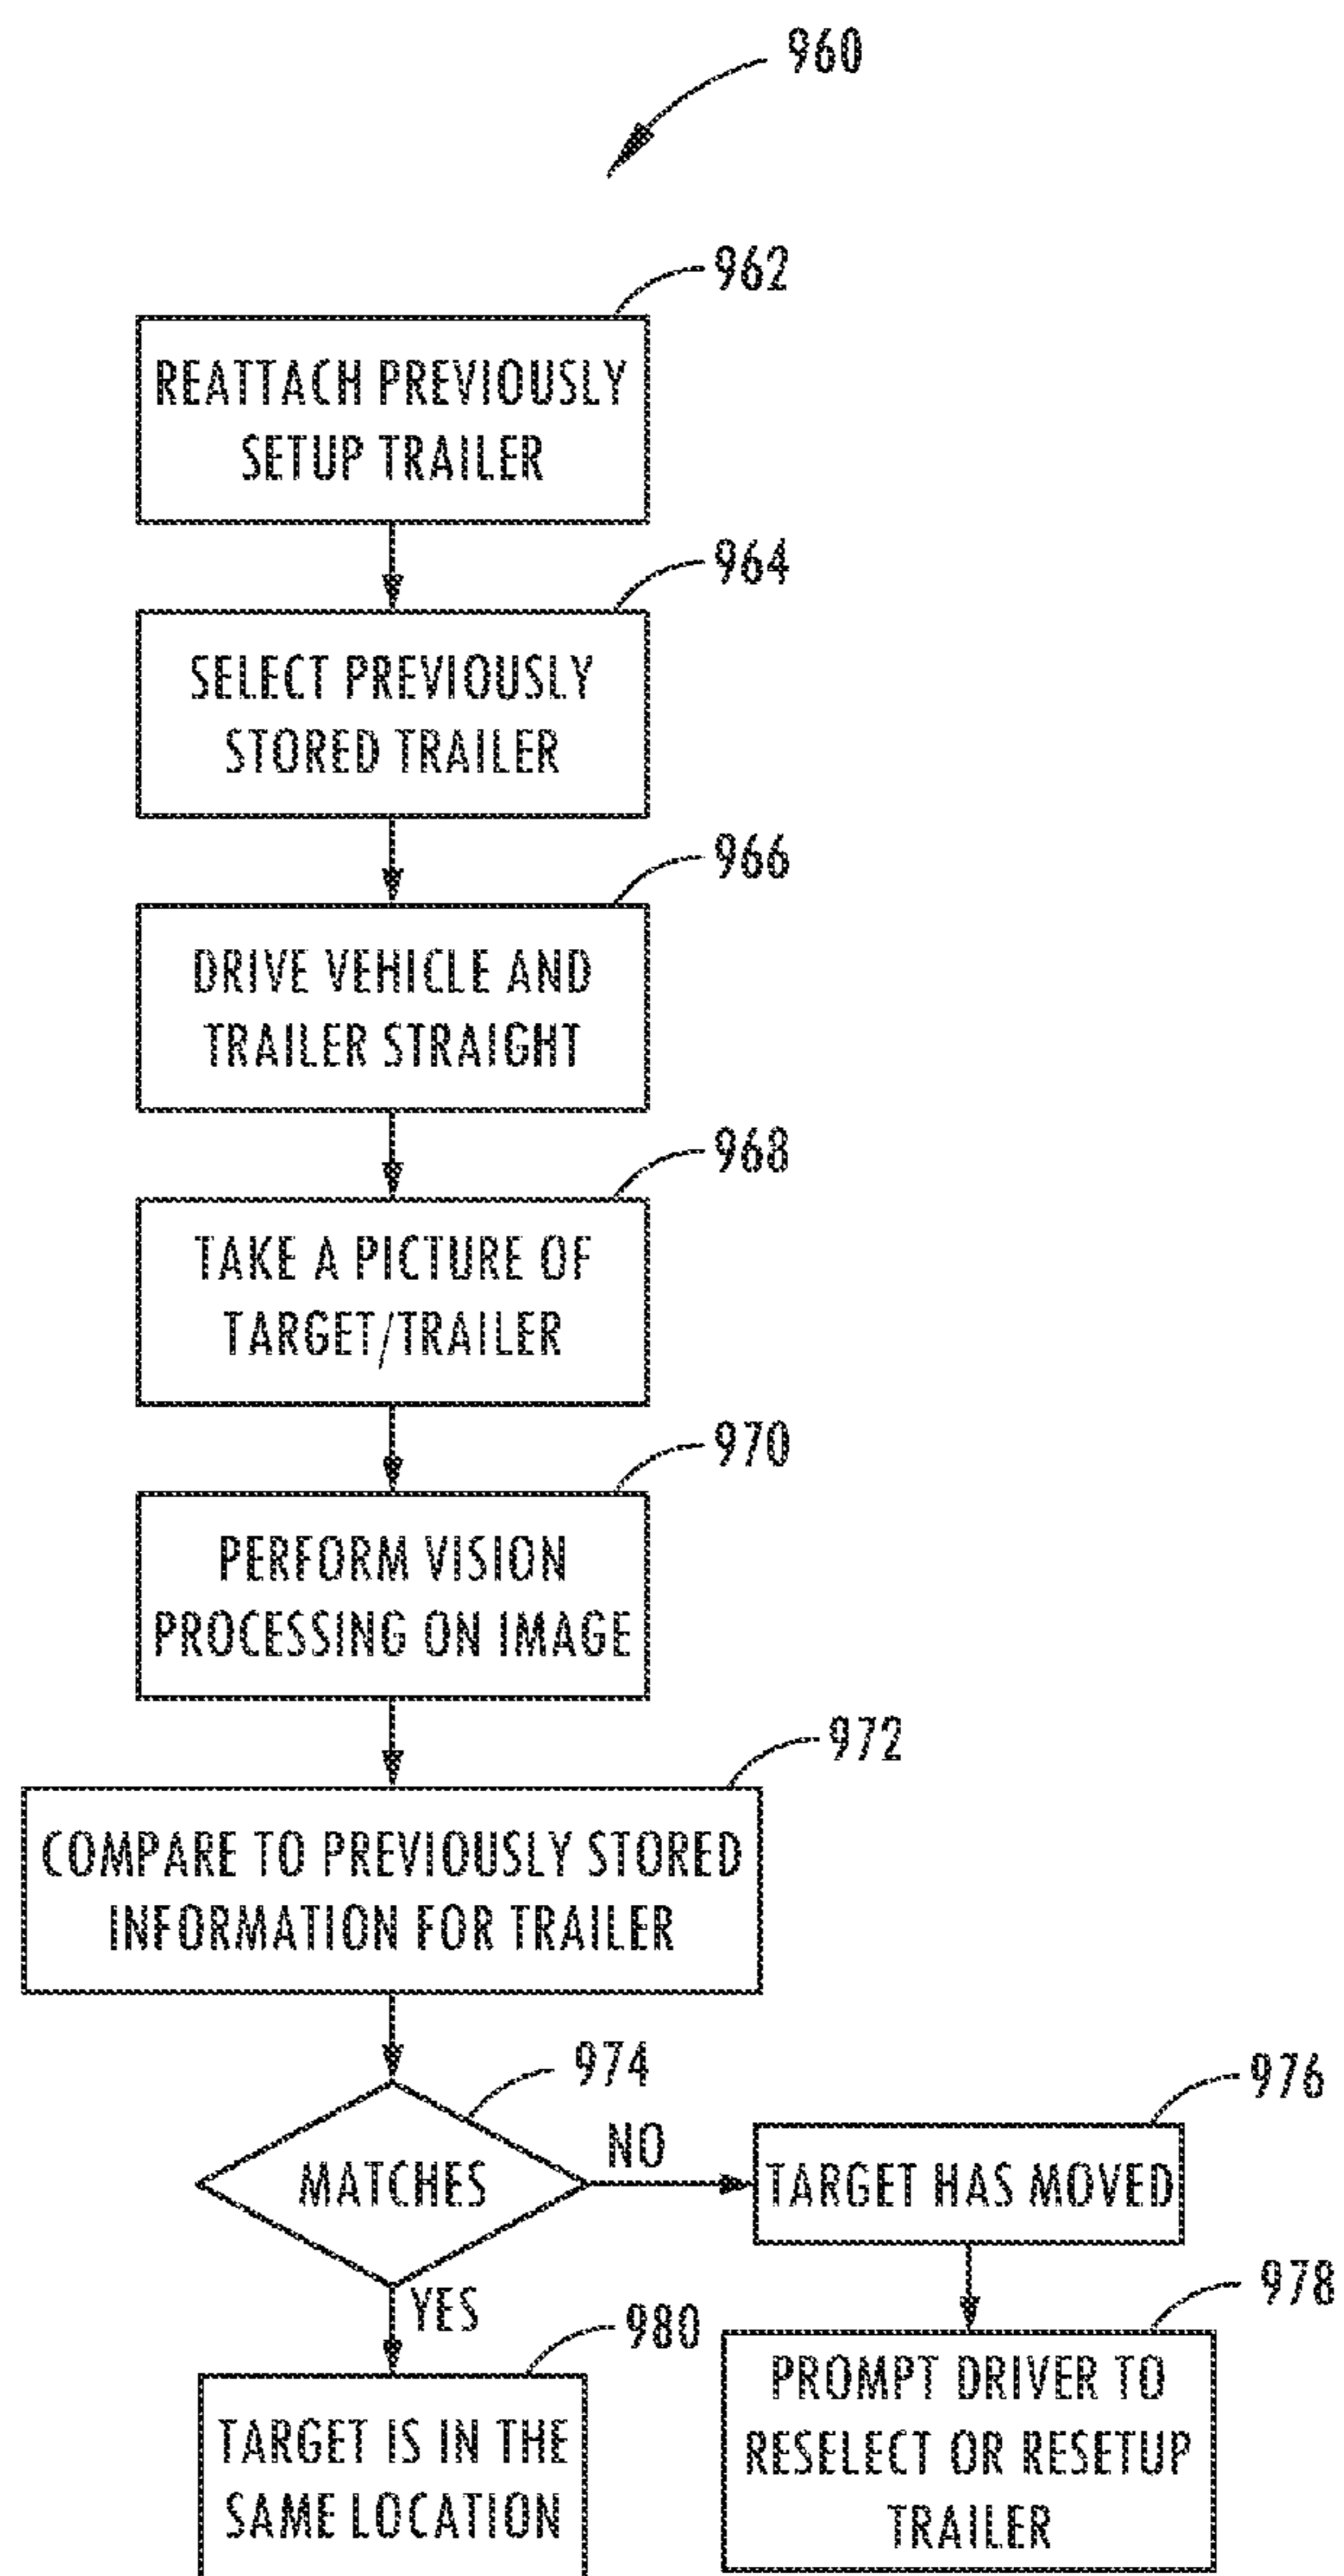 960
962
REATTACH PREVIOUSLY
SETUP TRAILER
964
SELECT PREVIOUSLY
STORED TRAILER
966
DRIVE VEHICLE AND
TRAILER STRAIGHT
968
TAKE A PICTURE OF
TARGET/TRAILER
970
PERFORM VISION
PROCESSING ON IMAGE
972
COMPARE TO PREVIOUSLY STORED
INFORMATION FOR TRAILER
974
MATCHES
NO
976
TARGET HAS MOVED
YES
978
PROMPT DRIVER TO
RESELECT OR RESETUP
TRAILER
980
TARGET IS IN THE
SAME LOCATION